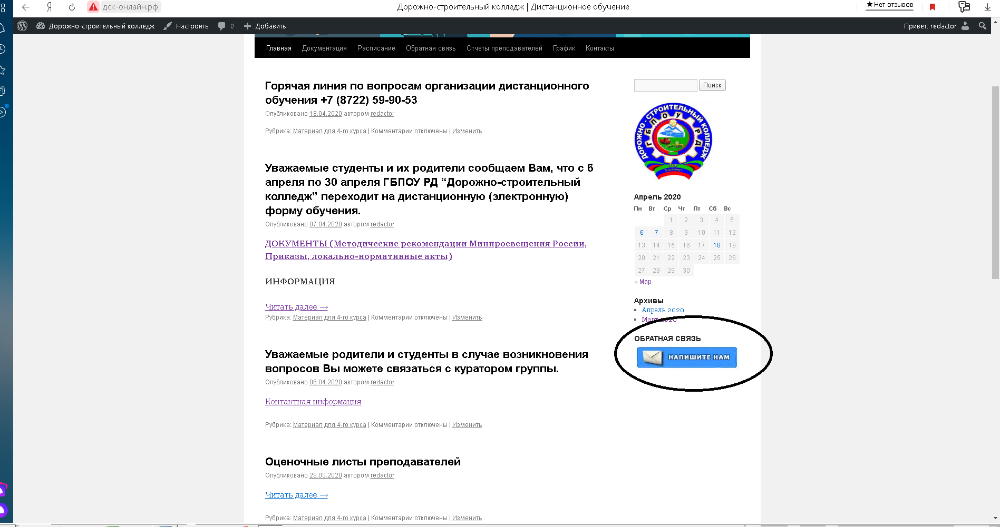 дск-онлайн.рф
Дорожно-строительный колледж | Дистанционное обучение
★ Нет отзывов
Дорожно-строительный колледж
Настроить
0
Добавить
Привет, redactor
Главная Документация Расписание Обратная связь Отчеты преподавателей График Контакты
Горячая линия по вопросам организации дистанционного
обучения +7 (8722) 59-90-53
Опубликовано 18.04.2020 автором redactor
Рубрика: Материал для 4-го курса | Комментарии отключены | Изменить
Уважаемые студенты и их родители сообщаем Вам, что с 6
апреля по 30 апреля ГБПОУ РД “Дорожно-строительный
колледж” переходит на дистанционную (электронную)
форму обучения.
Опубликовано 07.04.2020 автором redactor
ДОКУМЕНТЫ (Методические рекомендации Минпросвещения России,
Приказы, локально-нормативные акты)
ИНФОРМАЦИЯ
Читать далее →
Рубрика: Материал для 4-го курса | Комментарии отключены | Изменить
Уважаемые родители и студенты в случае возникновения
вопросов Вы можете связаться с куратором группы.
Опубликовано 06.04.2020 автором redactor
Контактная информация
Рубрика: Материал для 4-го курса | Комментарии отключены | Изменить
Оценочные листы преподавателей
Опубликовано 28.03.2020 автором redactor
Читать далее →
Рубрика: Материал для 4-го курса | Комментарии отключены | Изменить
Поиск
ДОРОЖНО-СТРОИТЕЛЬНЫЙ КОЛЛЕДЖ
ГБПОУ РД
Апрель 2020
Пн Вт Ср Чт Пт Сб Вс
1 2 3 4 5
6 7 8 9 10 11 12
13 14 15 16 17 18 19
20 21 22 23 24 25 26
27 28 29 30
« Мар
Архивы
Апрель 2020
Март 2020
ОБРАТНАЯ СВЯЗЬ
НАПИШИТЕ НАМ